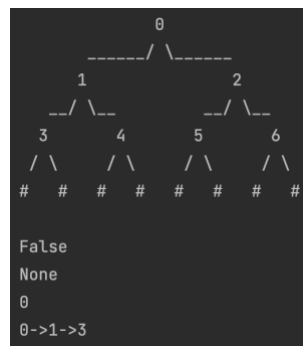 0
______/ \______
1 2
__/ \__ __/ \__
3 4 5 6
/ \ / \ / \ / \
# # # # # # # #
False
None
0
0->1->3